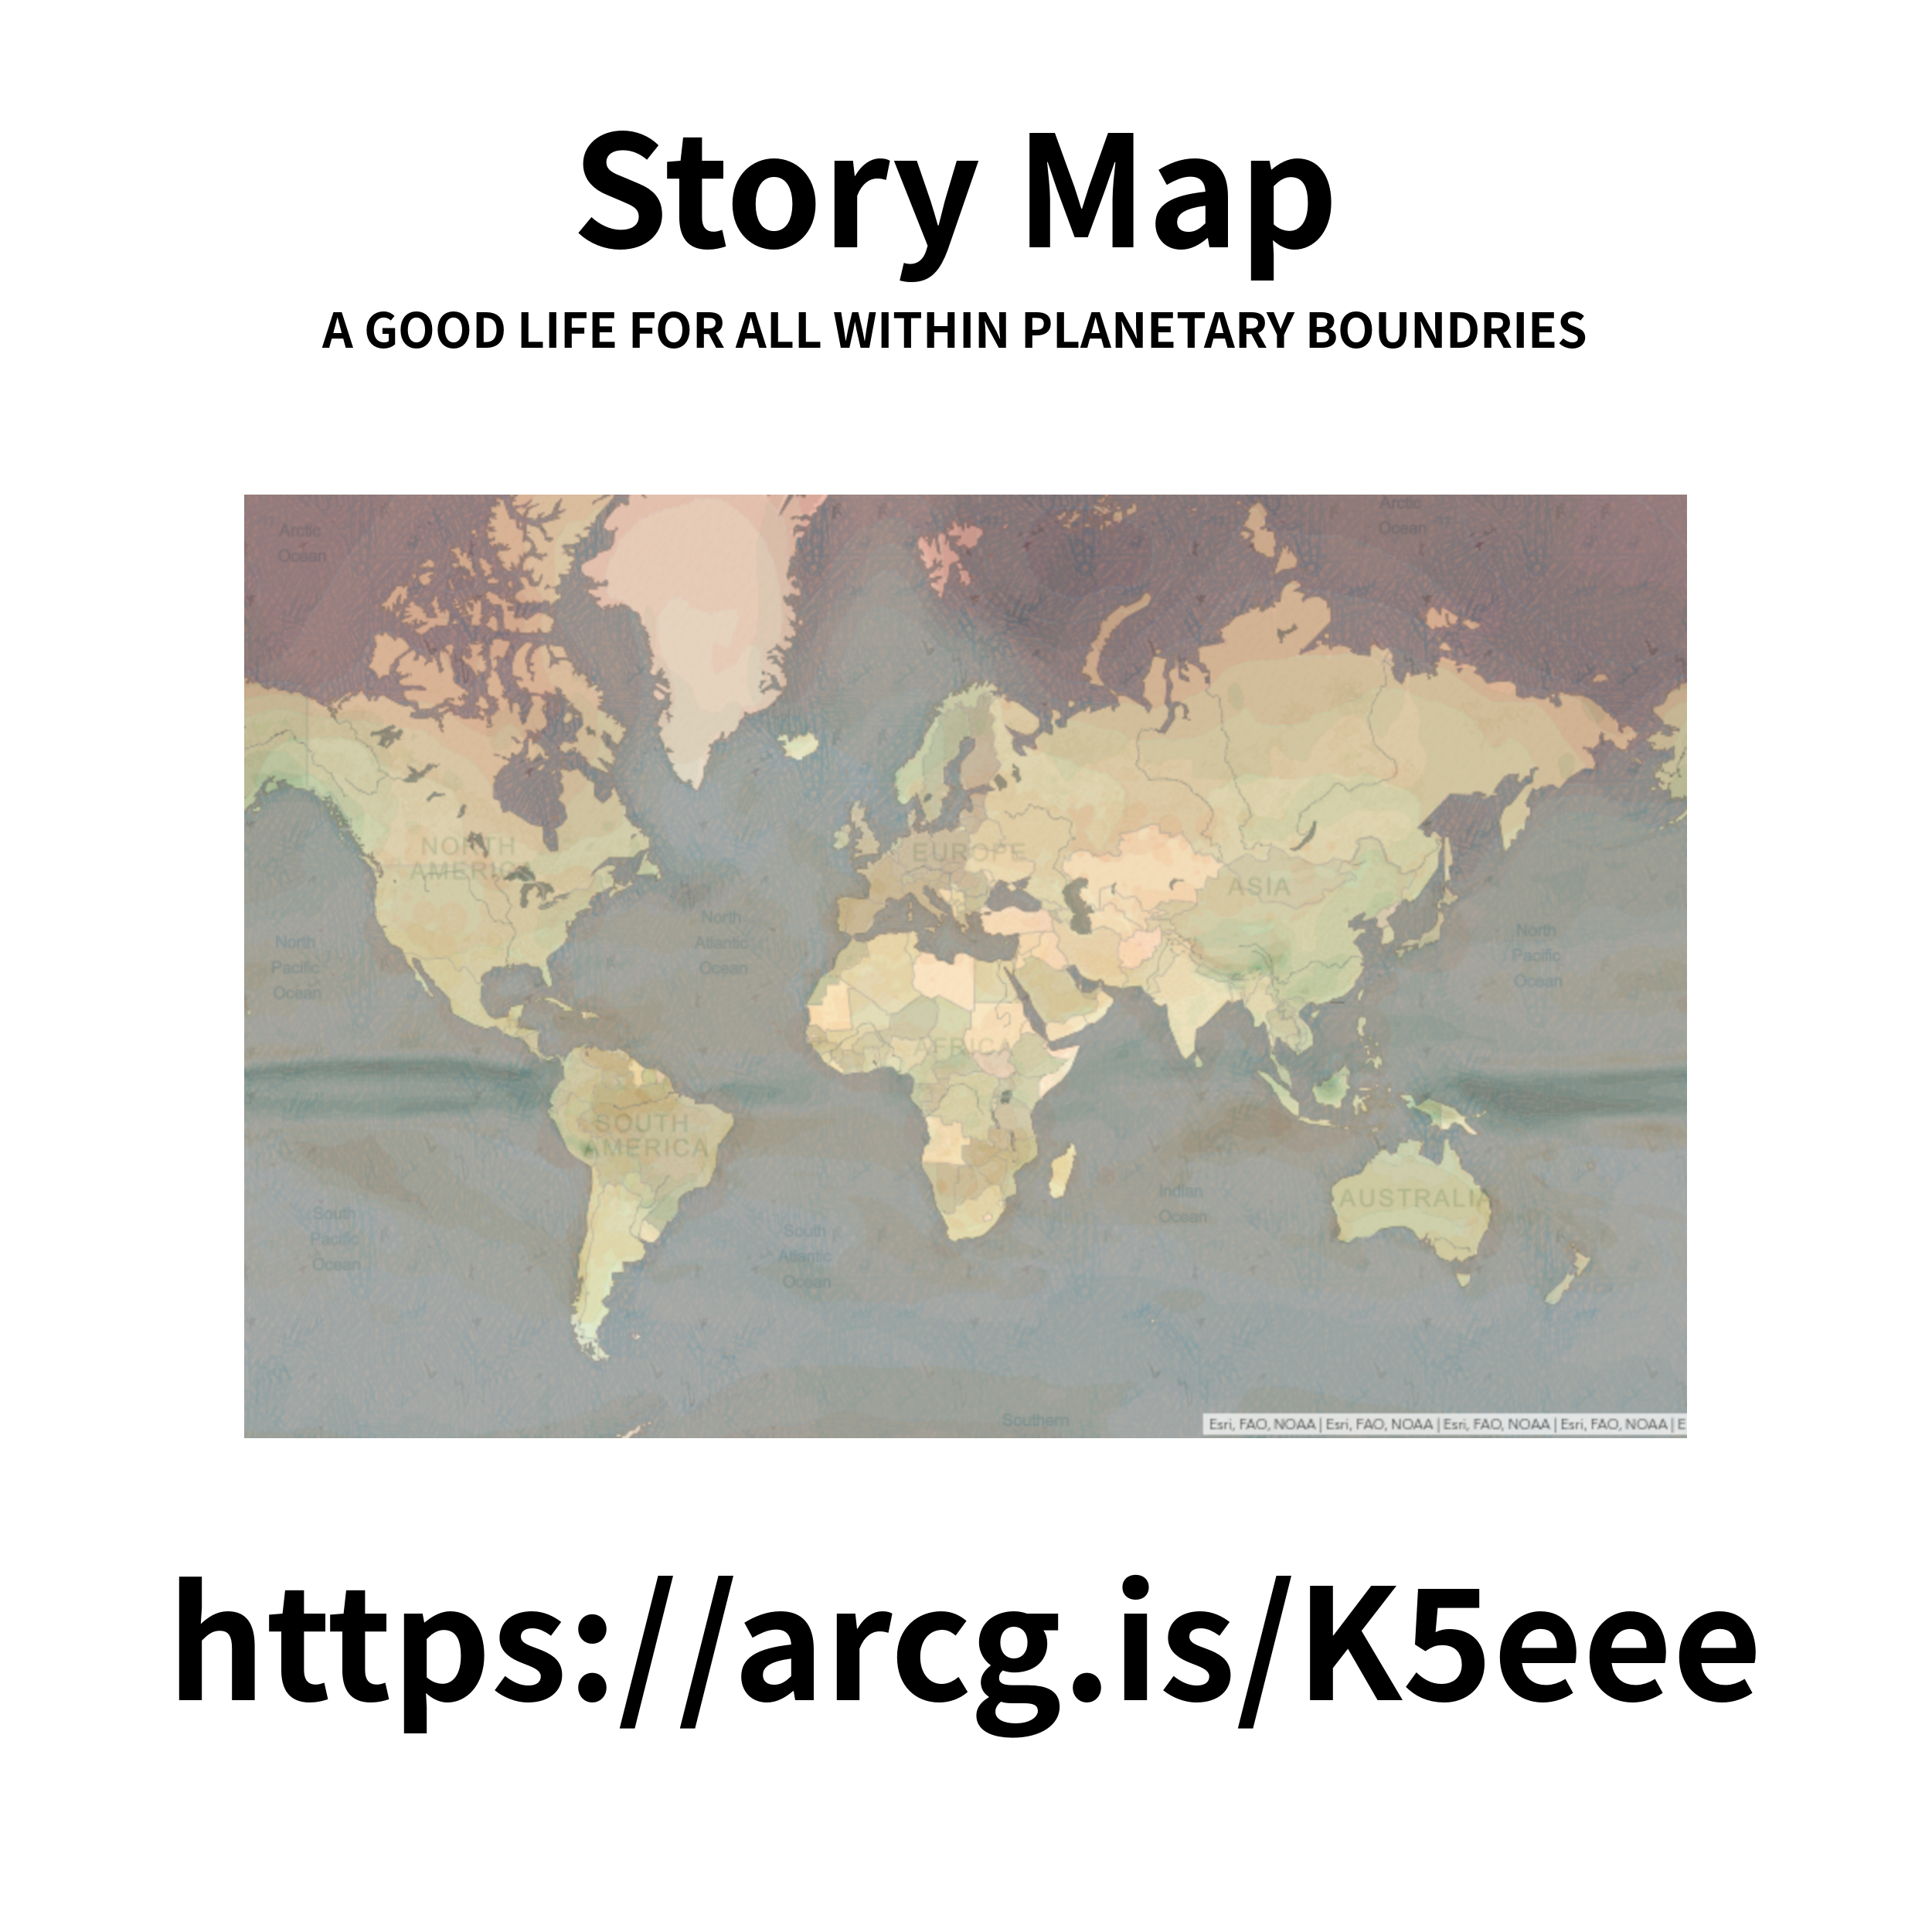 Story Map
A GOOD LIFE FOR ALL WITHIN PLANETARY BOUNDRIES
Arctic
Ocean
Arctic
Ocean
NORTH
AMERICA
EUROPE
ASIA
North
Atlantic
Ocean
North
Pacific
Ocean
North
Pacific
Ocean
AFRICA
SOUTH
AMERICA
AUSTRALIA
Indian
Ocean
South
Pacific
Ocean
South
Atlantic
Ocean
Southern
Esri, FAO, NOAA | Esri, FAO, NOAA | Esri, FAO, NOAA | Esri, FAO, NOAA | E
https://arcg.is/K5eee